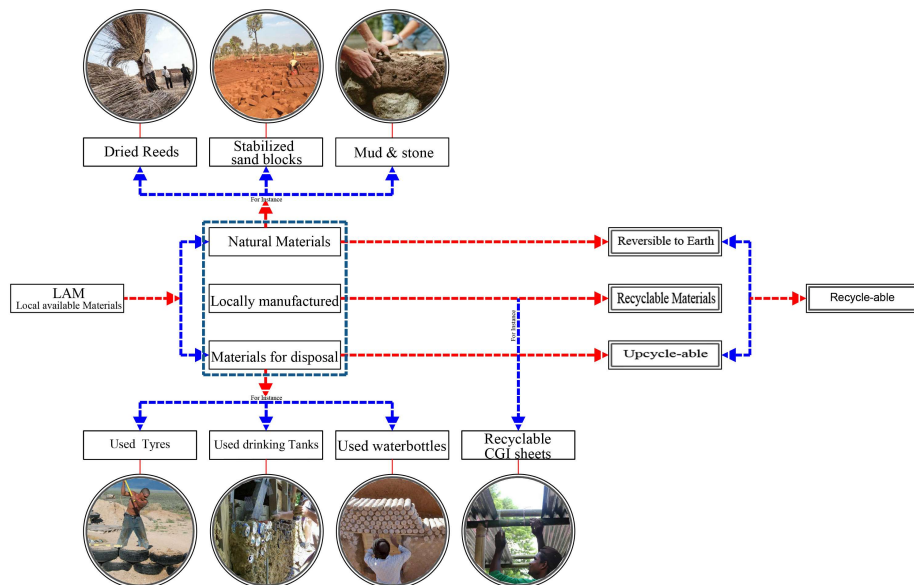 Dried Reeds
Stabilized
sand blocks
Mud & stone
For Instance
Natural Materials
Reversible to Earth
LAM
Local available Materials
Locally manufactured
Recyclable Materials
Recycle-able
For Instance
Materials for disposal
Upcycle-able
For Instance
Used Tyres
Used drinking Tanks
Used waterbottles
Recyclable
CGI sheets